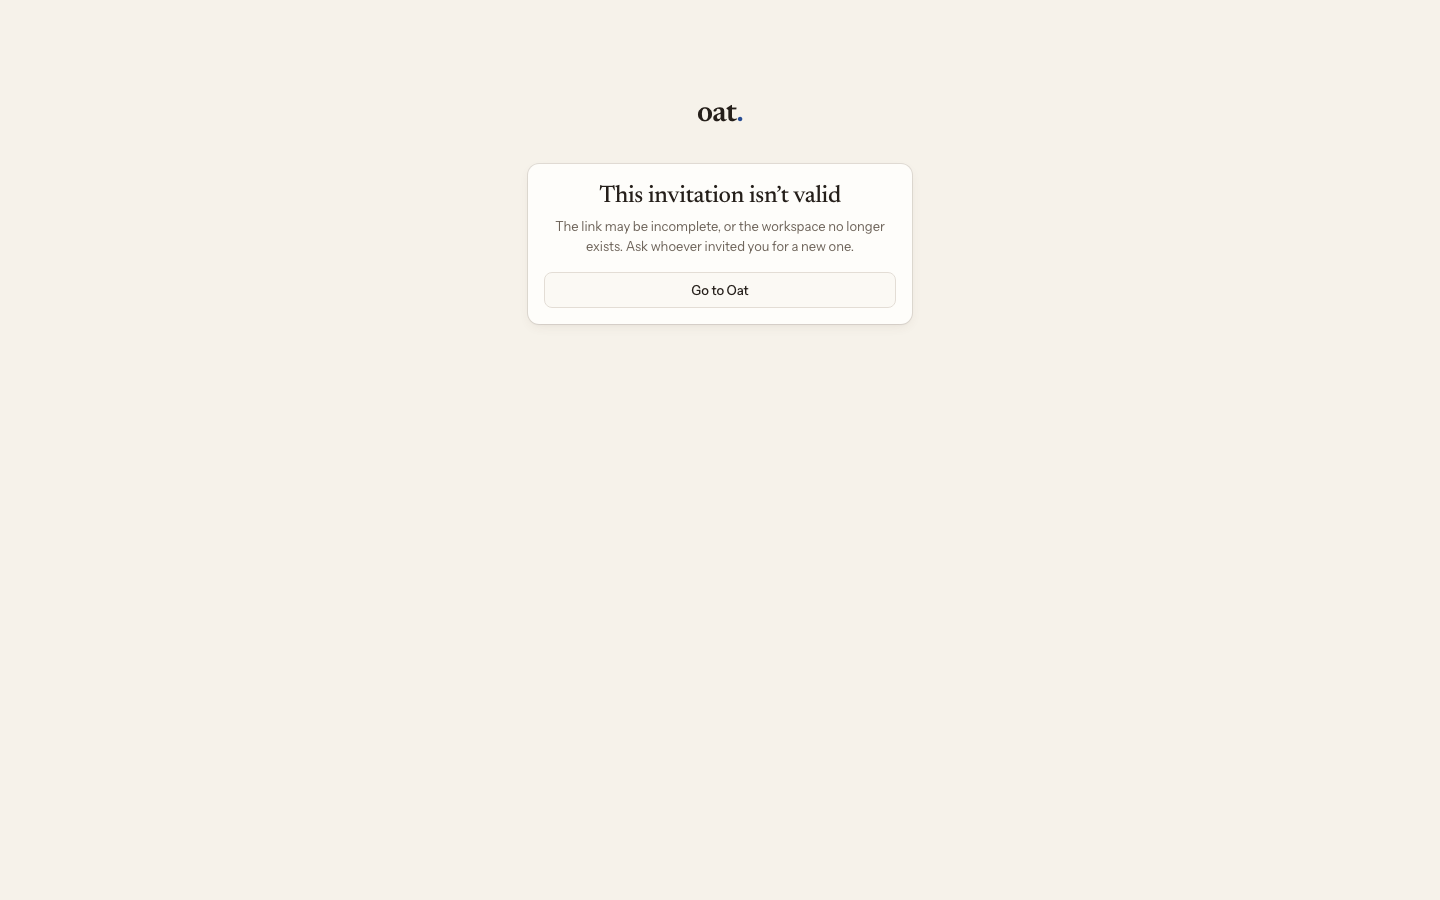 oat.
This invitation isn’t valid
The link may be incomplete, or the workspace no longer
exists. Ask whoever invited you for a new one.
Go to Oat